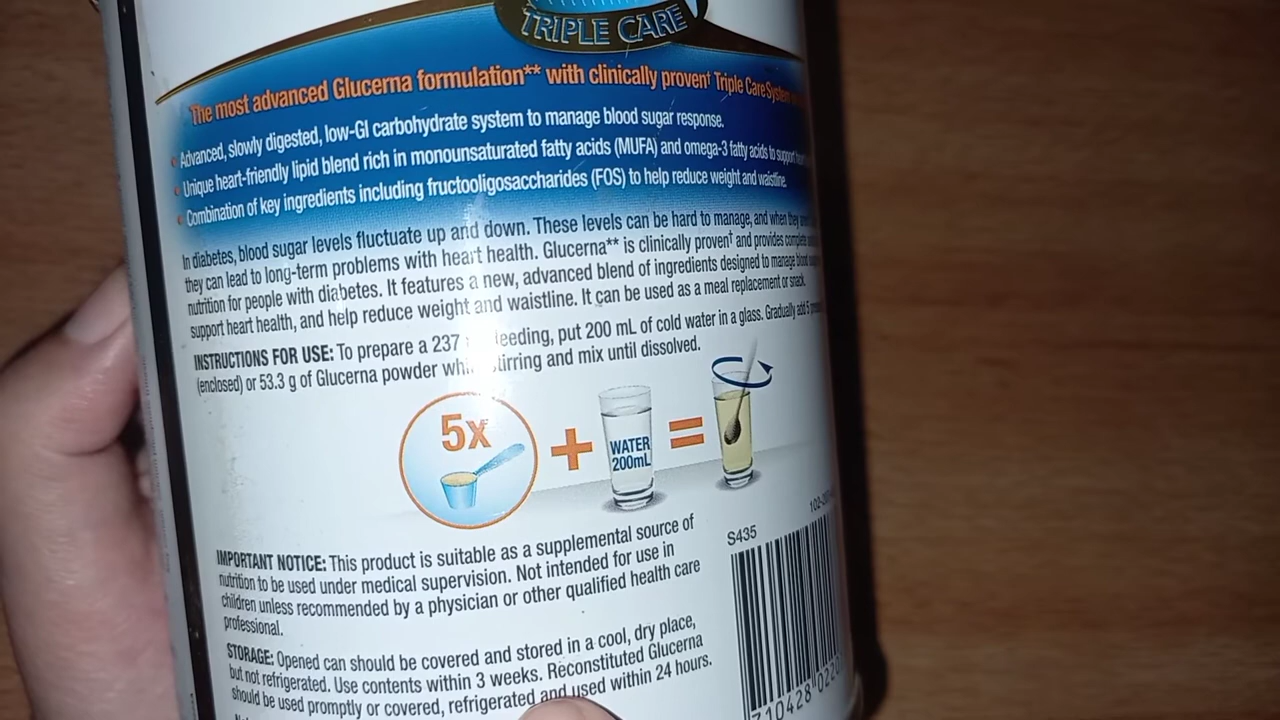 TRIPLE CARE
The most advanced Glucerna formulation** with clinically proven† Triple Care System
• Advanced, slowly digested, low-GI carbohydrate system to manage blood sugar response.
• Unique heart-friendly lipid blend rich in monounsaturated fatty acids (MUFA) and omega-3 fatty acids to support
• Combination of key ingredients including fructooligosaccharides (FOS) to help reduce weight and waistline.
In diabetes, blood sugar levels fluctuate up and down. These levels can be hard to manage, and when they
they can lead to long-term problems with heart health. Glucerna** is clinically proven† and provides complete
nutrition for people with diabetes. It features a new, advanced blend of ingredients designed to manage blood
support heart health, and help reduce weight and waistline. It can be used as a meal replacement or snack.
INSTRUCTIONS FOR USE: To prepare a 237 feeding, put 200 mL of cold water in a glass. Gradually add 5
(enclosed) or 53.3 g of Glucerna powder while stirring and mix until dissolved.
5x + WATER 200mL =
IMPORTANT NOTICE: This product is suitable as a supplemental source of
nutrition to be used under medical supervision. Not intended for use in
children unless recommended by a physician or other qualified health care
professional.
S435
STORAGE: Opened can should be covered and stored in a cool, dry place,
but not refrigerated. Use contents within 3 weeks. Reconstituted Glucerna
should be used promptly or covered, refrigerated and used within 24 hours.